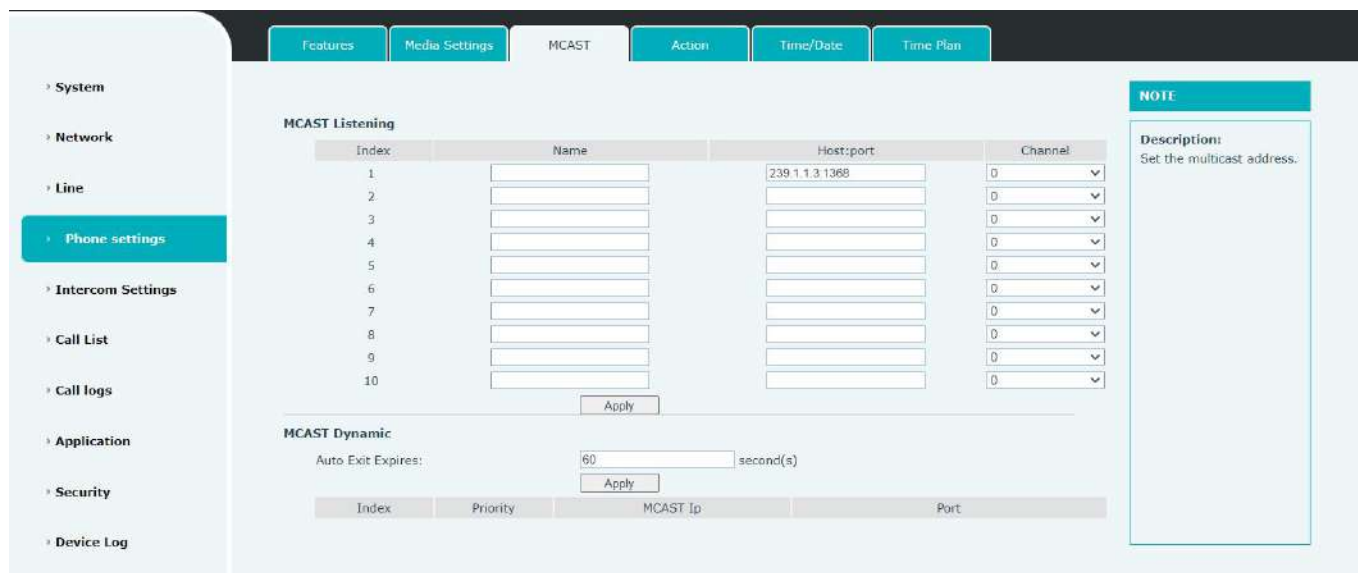 Features Media Settings MCAST Action Time/Date Time Plan
System
Network
Line
Phone settings
Intercom Settings
Call List
Call logs
Application
Security
Device Log
MCAST Listening
Index Name Host:port Channel
1 239.1.1.3:1368 0
2 0
3 0
4 0
5 0
6 0
7 0
8 0
9 0
10 0
Apply
MCAST Dynamic
Auto Exit Expires: 60 second(s)
Apply
Index Priority MCAST Ip Port
NOTE
Description:
Set the multicast address.